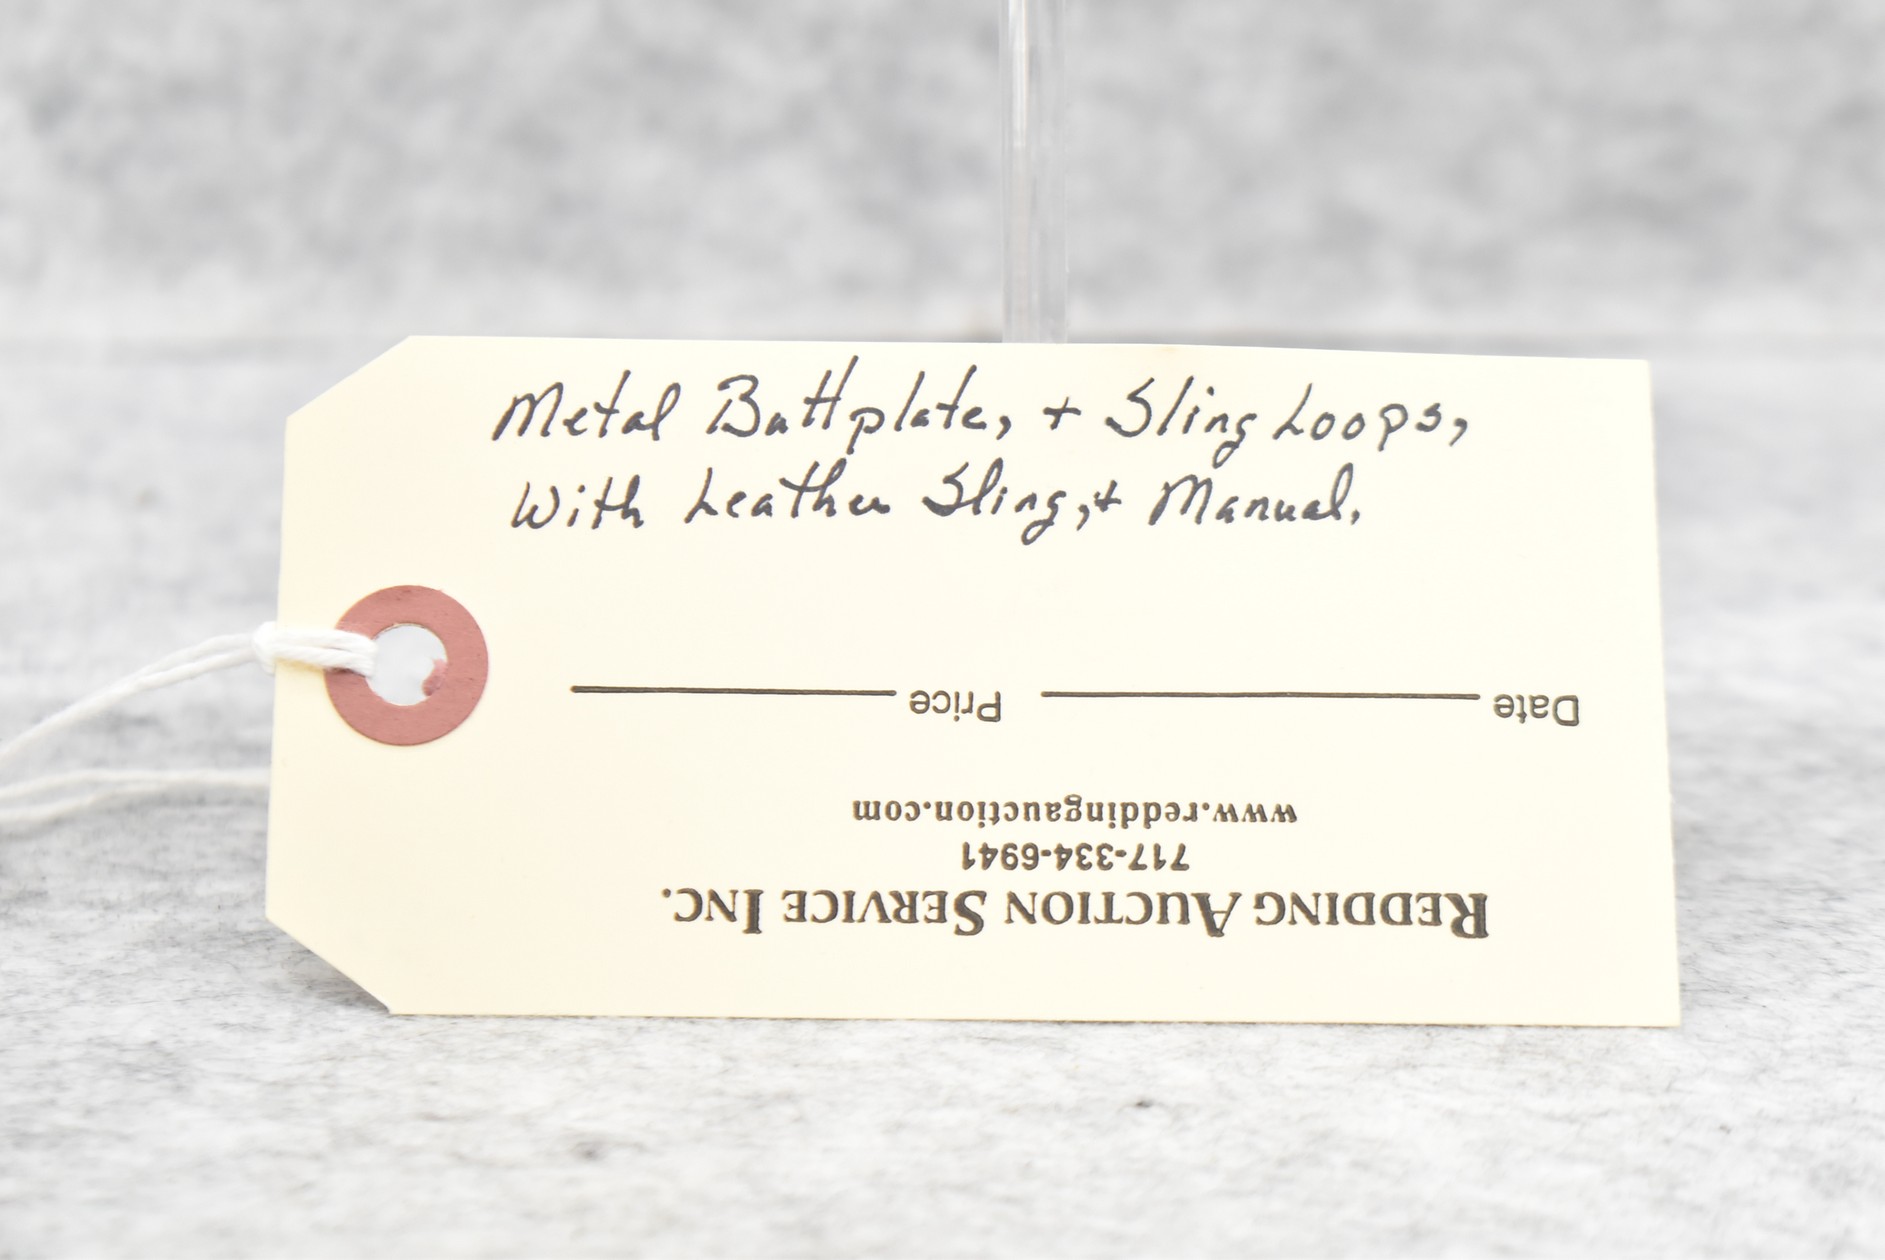 Metal Buttplate, + Sling Loops,
With Leather Sling, + Manual.
Date
Price
www.reddingauction.com
717-334-6941
REDDING AUCTION SERVICE INC.